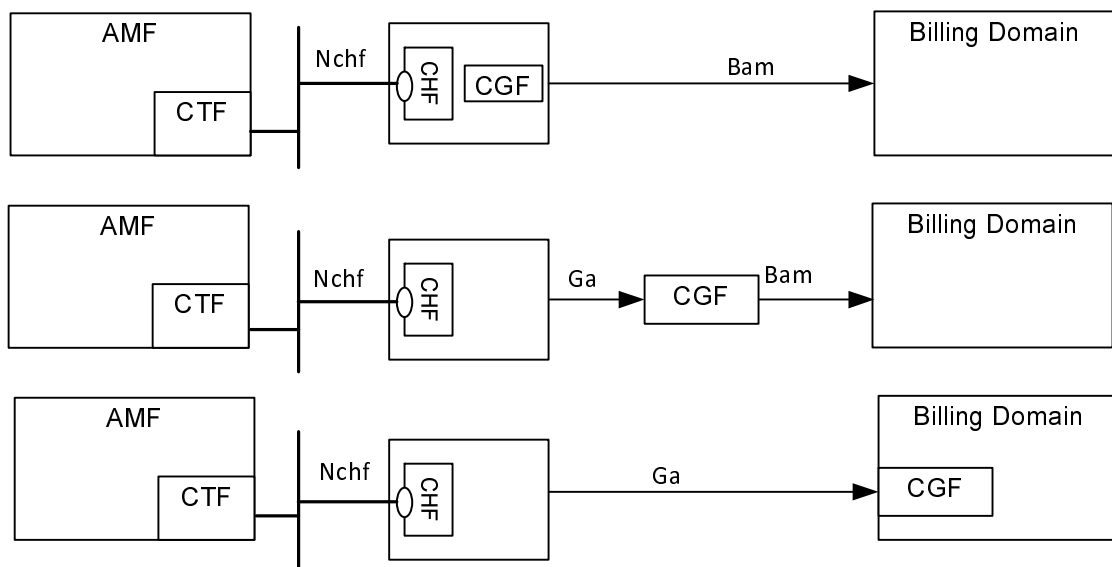 AMF
CTF
Nchf
CHF
CGF
Bam
Billing Domain
AMF
CTF
Nchf
CHF
Ga
CGF
Bam
Billing Domain
AMF
CTF
Nchf
CHF
Ga
Billing Domain
CGF